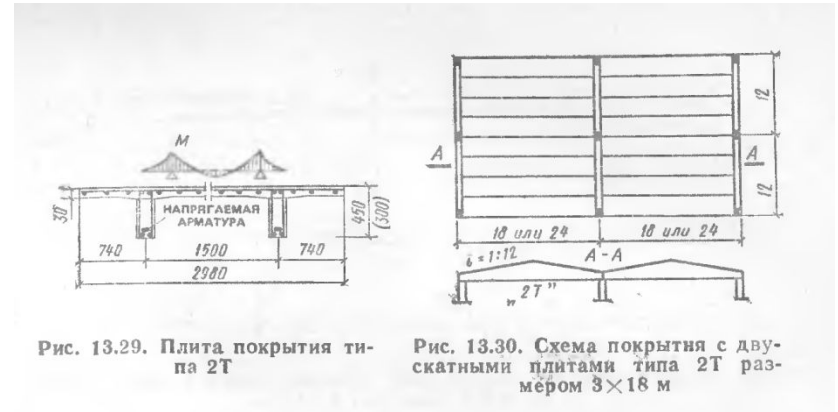 М
30
НАПРЯГАЕМАЯ
АРМАТУРА
450
(300)
740
1500
740
2980
Рис. 13.29. Плита покрытия ти-
па 2Т
12
А
А
12
18 или 24
18 или 24
i = 1:12
А - А
„2Т”
Рис. 13.30. Схема покрытия с дву-
скатными плитами типа 2Т раз-
мером 3×18 м